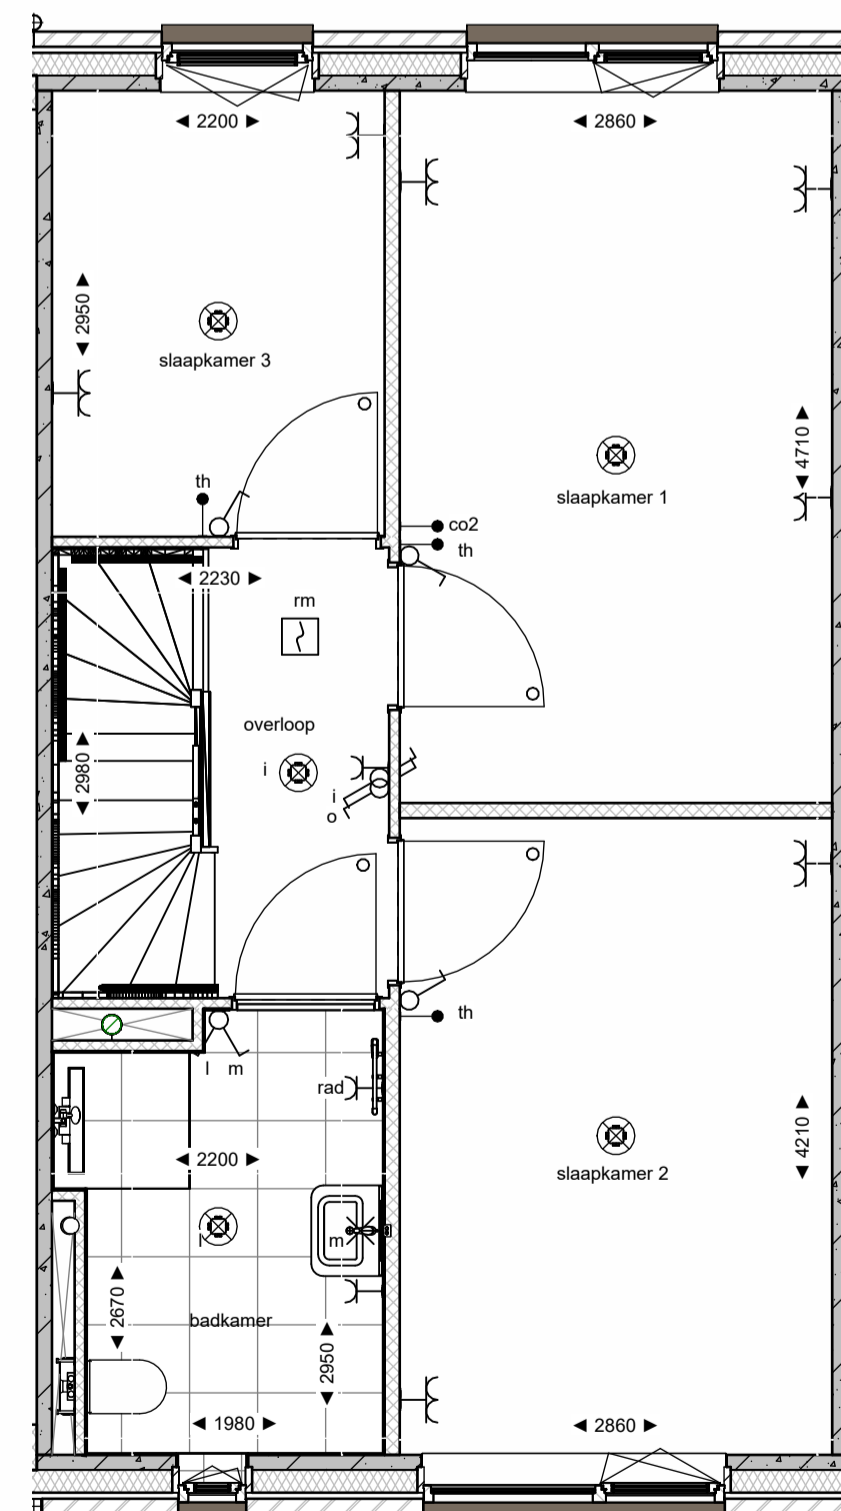 2200
2860
2950
slaapkamer 3
4710
slaapkamer 1
th
co2
th
2230
rm
overloop
2980
i
i
o
th
l m
rad
2200
4210
slaapkamer 2
l
m
2670
badkamer
2950
1980
2860